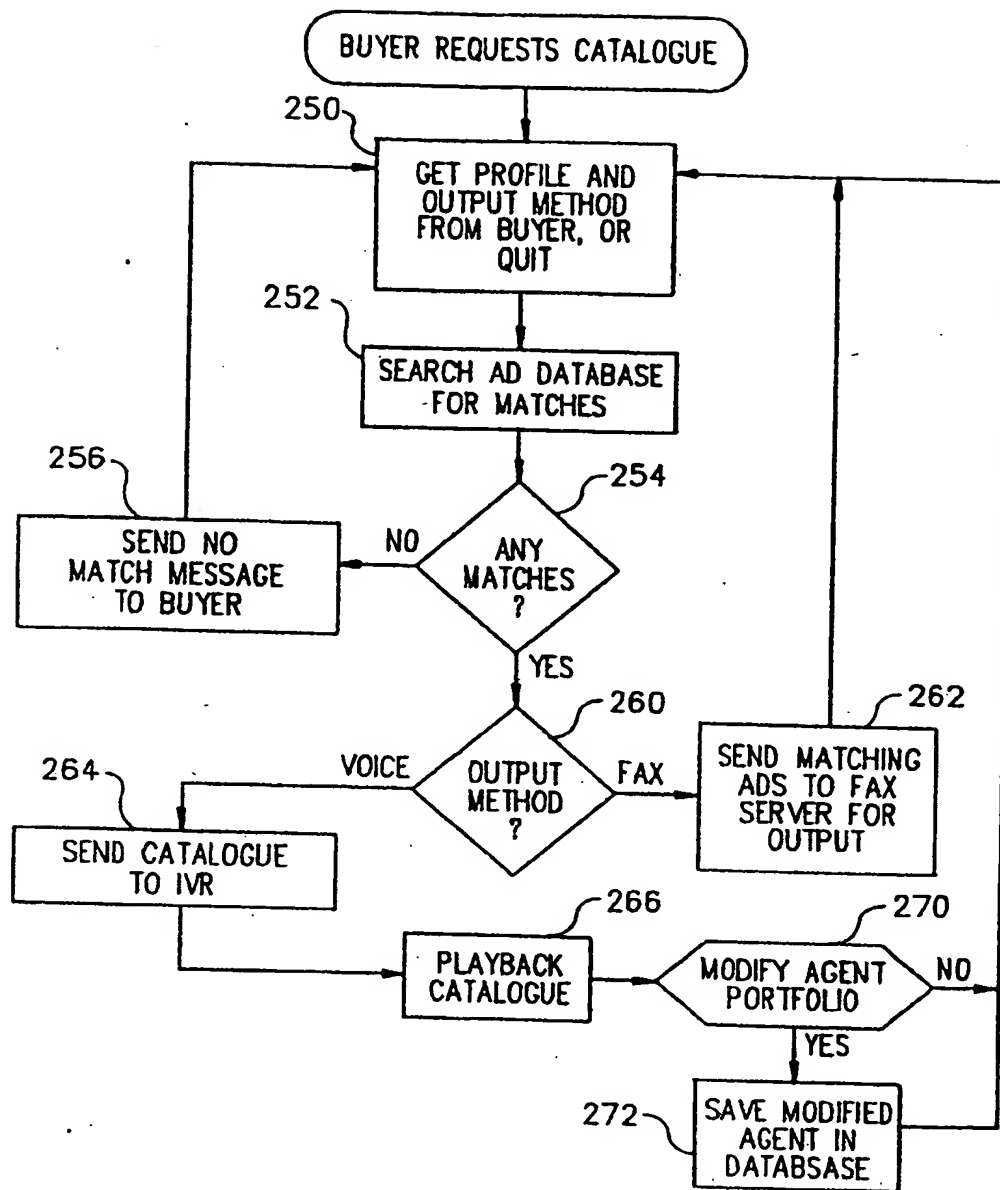 BUYER REQUESTS CATALOGUE
250
GET PROFILE AND
OUTPUT METHOD
FROM BUYER, OR
QUIT
252
SEARCH AD DATABASE
FOR MATCHES
256
254
SEND NO
MATCH MESSAGE
TO BUYER
NO
ANY
MATCHES
?
YES
260
262
264
VOICE
OUTPUT
METHOD
?
FAX
SEND MATCHING
ADS TO FAX
SERVER FOR
OUTPUT
SEND CATALOGUE
TO IVR
266
270
PLAYBACK
CATALOGUE
MODIFY AGENT
PORTFOLIO
NO
YES
272
SAVE MODIFIED
AGENT IN
DATABSASE